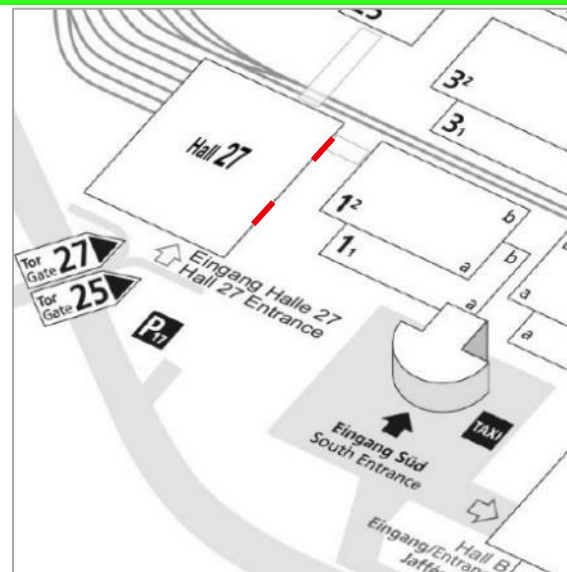 25
3²
3₁
Hall 27
1²
b
1₁
a
b
a
a
a
Tor
Gate 27
Tor
Gate 25
Eingang Halle 27
Hall 27 Entrance
P17
TAXI
Eingang Süd
South Entrance
Eingang/Entran
Hall B
Jaffé